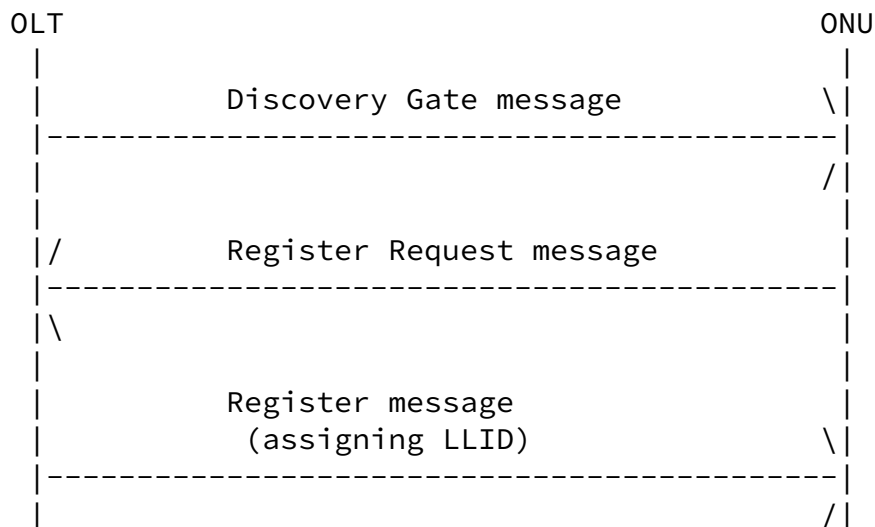 OLT ONU
Discovery Gate message
Register Request message
Register message
(assigning LLID)